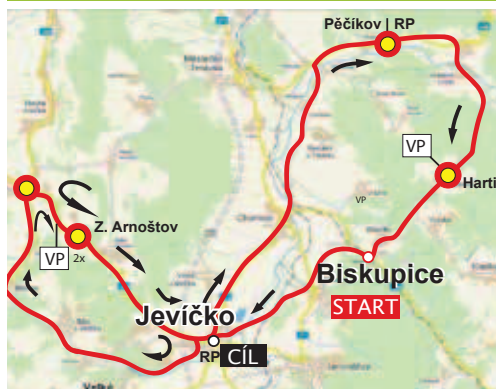 Pěčíkov | RP
VP
Harti
VP
Z. Arnoštov
VP
2x
Biskupice
START
Jevíčko
RP
CÍL